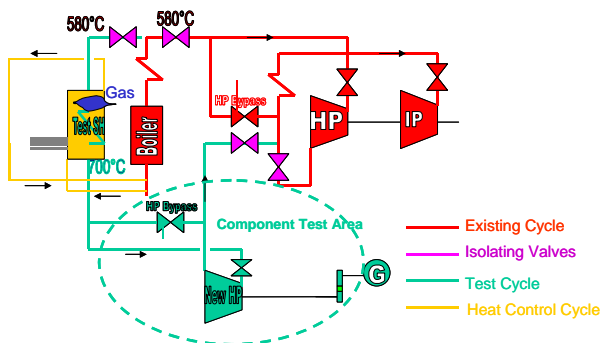 580°C
580°C
Gas
Test SH
Boiler
HP Bypass
HP
IP
700°C
HP Bypass
Component Test Area
New HP
G
Existing Cycle
Isolating Valves
Test Cycle
Heat Control Cycle